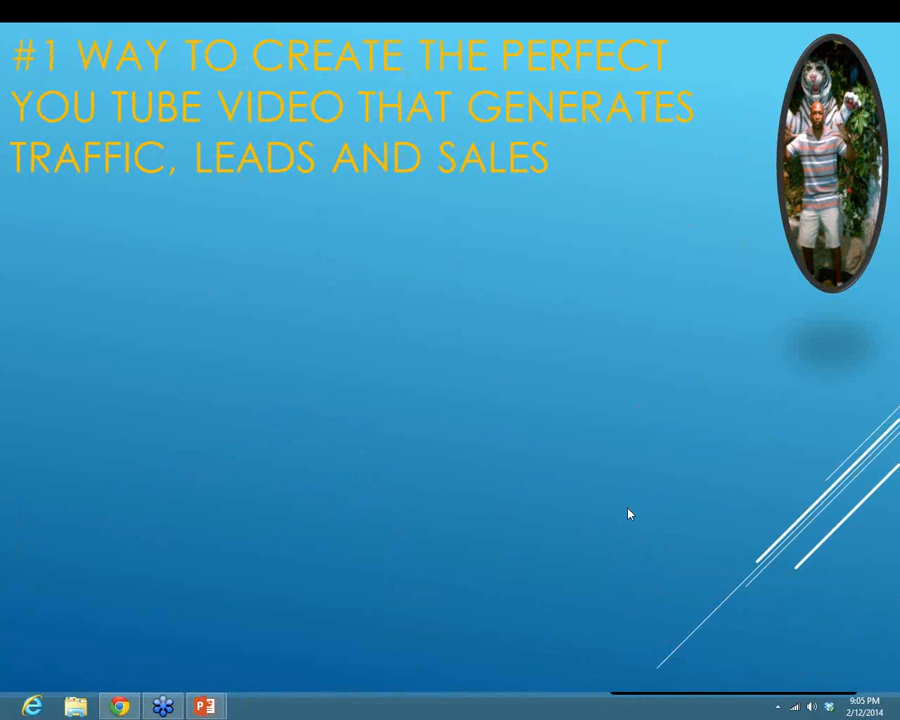 #1 WAY TO CREATE THE PERFECT
YOU TUBE VIDEO THAT GENERATES
TRAFFIC, LEADS AND SALES
9:05 PM
2/12/2014